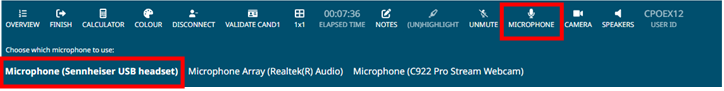 OVERVIEW FINISH CALCULATOR COLOUR DISCONNECT VALIDATE CAND1 1x1 00:07:36 ELAPSED TIME NOTES (UN)HIGHLIGHT UNMUTE MICROPHONE CAMERA SPEAKERS CPOEX12 USER ID
Choose which microphone to use:
Microphone (Sennheiser USB headset) Microphone Array (Realtek(R) Audio) Microphone (C922 Pro Stream Webcam)